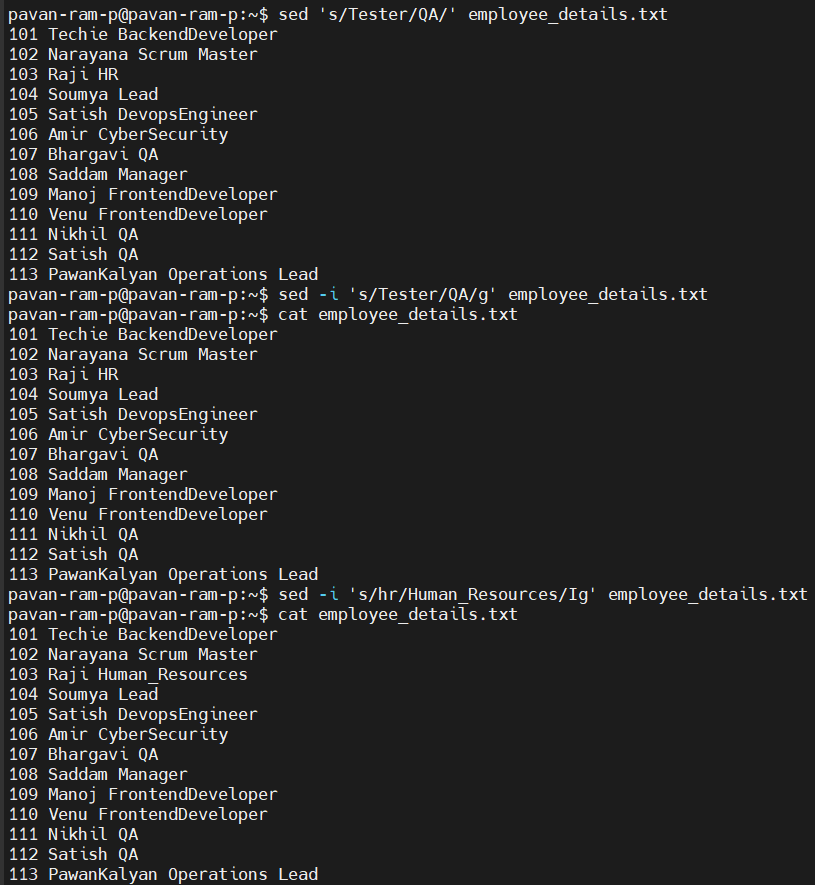 pavan-ram-p@pavan-ram-p:~$ sed 's/Tester/QA/' employee_details.txt
101 Techie BackendDeveloper
102 Narayana Scrum Master
103 Raji HR
104 Soumya Lead
105 Satish DevopsEngineer
106 Amir CyberSecurity
107 Bhargavi QA
108 Saddam Manager
109 Manoj FrontendDeveloper
110 Venu FrontendDeveloper
111 Nikhil QA
112 Satish QA
113 PawanKalyan Operations Lead
pavan-ram-p@pavan-ram-p:~$ sed -i 's/Tester/QA/g' employee_details.txt
pavan-ram-p@pavan-ram-p:~$ cat employee_details.txt
101 Techie BackendDeveloper
102 Narayana Scrum Master
103 Raji HR
104 Soumya Lead
105 Satish DevopsEngineer
106 Amir CyberSecurity
107 Bhargavi QA
108 Saddam Manager
109 Manoj FrontendDeveloper
110 Venu FrontendDeveloper
111 Nikhil QA
112 Satish QA
113 PawanKalyan Operations Lead
pavan-ram-p@pavan-ram-p:~$ sed -i 's/hr/Human_Resources/Ig' employee_details.txt
pavan-ram-p@pavan-ram-p:~$ cat employee_details.txt
101 Techie BackendDeveloper
102 Narayana Scrum Master
103 Raji Human_Resources
104 Soumya Lead
105 Satish DevopsEngineer
106 Amir CyberSecurity
107 Bhargavi QA
108 Saddam Manager
109 Manoj FrontendDeveloper
110 Venu FrontendDeveloper
111 Nikhil QA
112 Satish QA
113 PawanKalyan Operations Lead